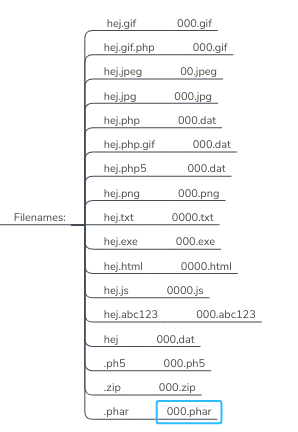 hej.gif 000.gif
hej.gif.php 000.gif
hej.jpeg 00.jpeg
hej.jpg 000.jpg
hej.php 000.dat
hej.php.gif 000.dat
hej.php5 000.dat
hej.png 000.png
Filenames: hej.txt 0000.txt
hej.exe 000.exe
hej.html 0000.html
hej.js 0000.js
hej.abc123 000.abc123
hej 000,dat
.ph5 000.ph5
.zip 000.zip
.phar 000.phar